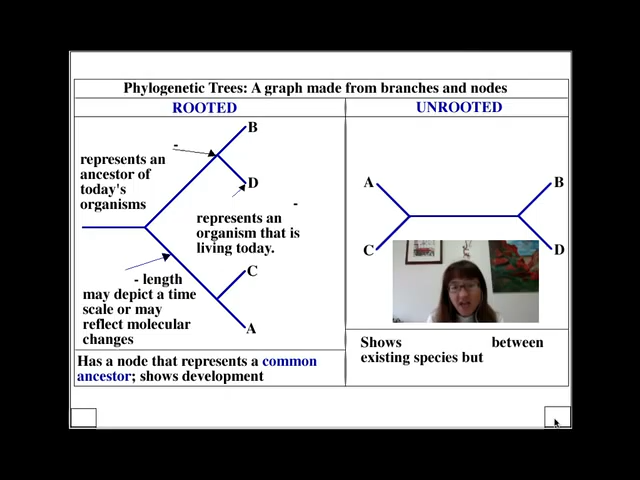 Phylogenetic Trees: A graph made from branches and nodes
ROOTED
UNROOTED
B
-
represents an
ancestor of
today's
organisms
D
-
represents an
organism that is
living today.
C
- length
may depict a time
scale or may
reflect molecular
changes
A
Has a node that represents a common
ancestor; shows development
A
B
C
D
Shows between
existing species but